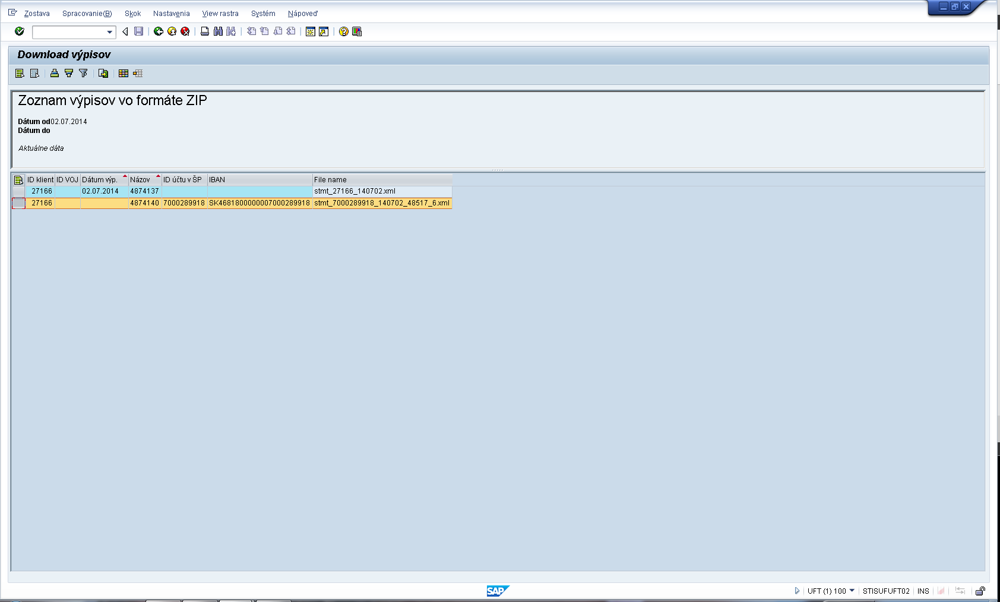 Zostava Spracovanie(B) Skok Nastavenia View rastra Systém Nápoveď
Download výpisov
Zoznam výpisov vo formáte ZIP
Dátum od02.07.2014
Dátum do
Aktuálne dáta
ID klient ID VOJ Dátum výp. Názov ID účtu v ŠP IBAN File name
27166 02.07.2014 4874137 stmt_27166_140702.xml
27166 4874140 7000289918 SK4681800000007000289918 stmt_7000289918_140702_48517_6.xml
SAP UFT (1) 100 STISUFUFT02 INS